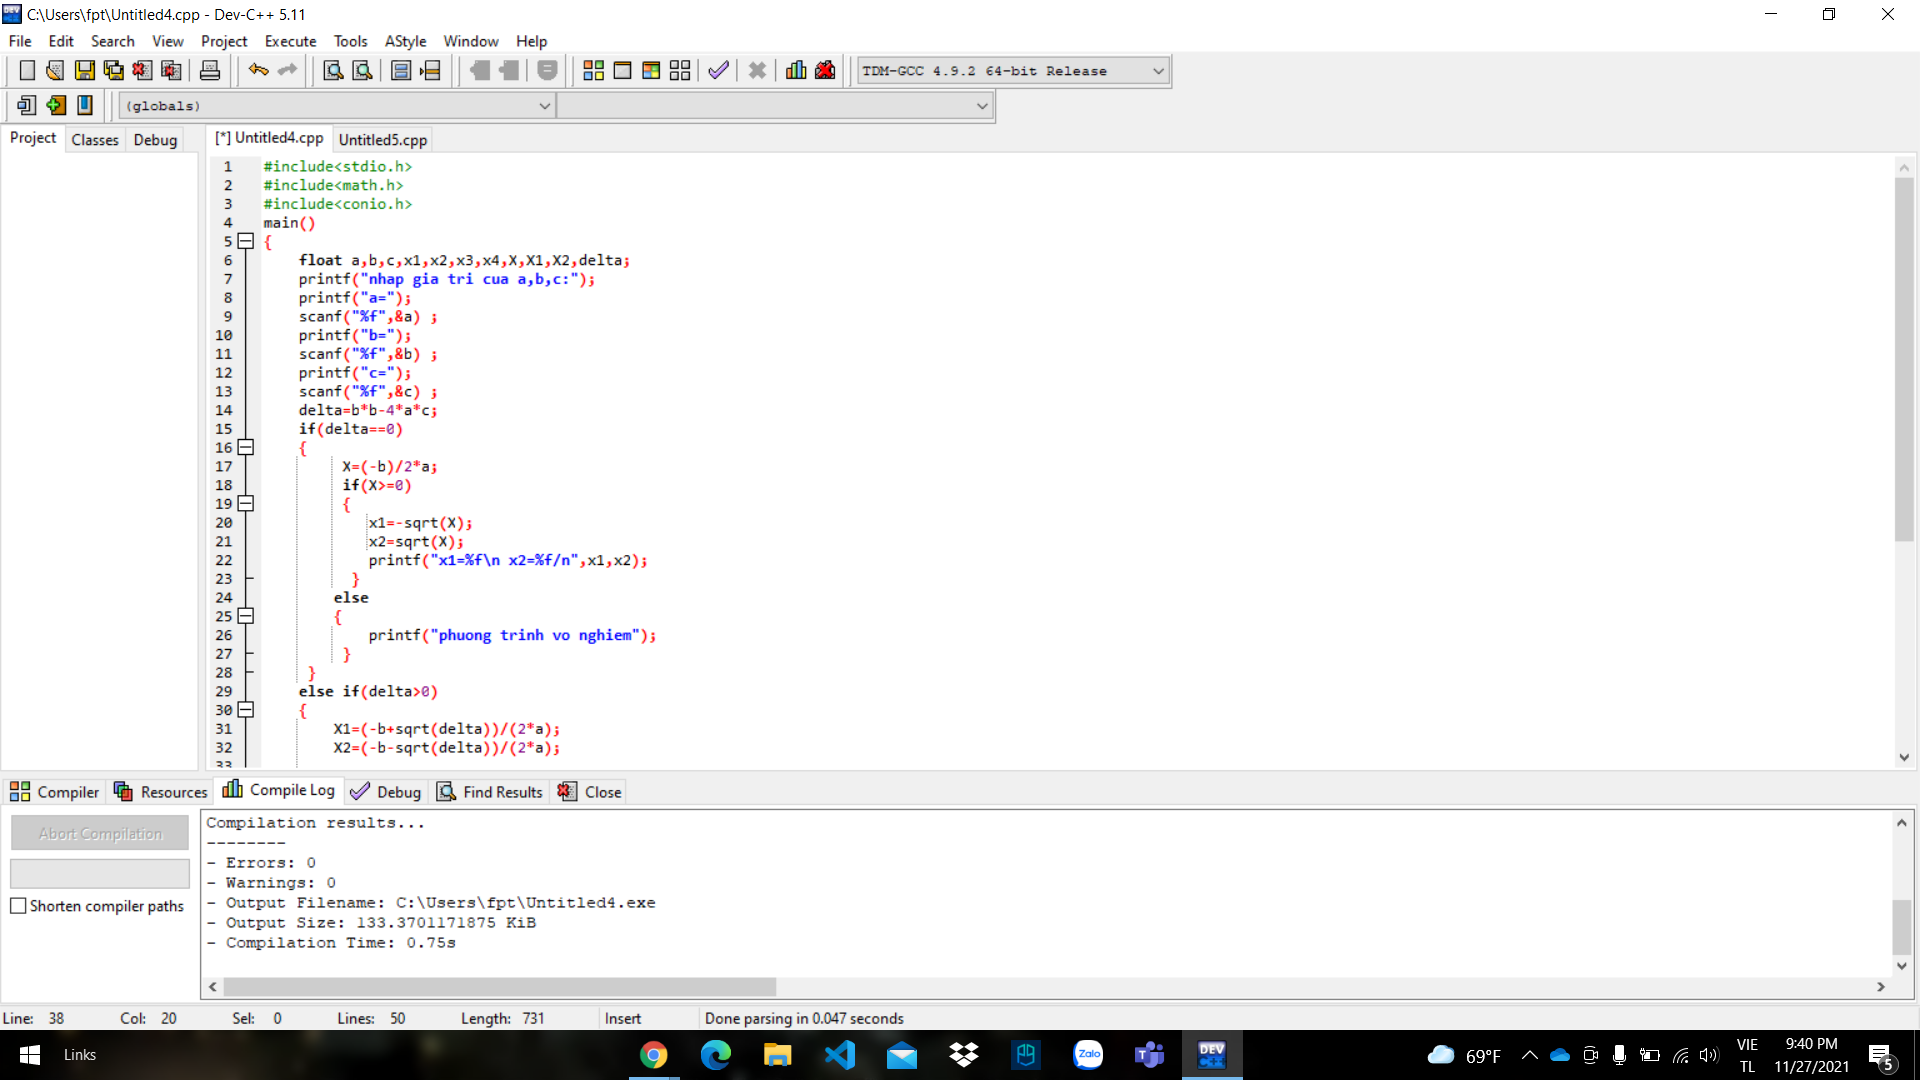 C:\Users\fpt\Untitled4.cpp - Dev-C++ 5.11
File Edit Search View Project Execute Tools AStyle Window Help
TDM-GCC 4.9.2 64-bit Release
(globals)
Project Classes Debug [*] Untitled4.cpp Untitled5.cpp
1 #include<stdio.h>
2 #include<math.h>
3 #include<conio.h>
4 main()
5 {
6 float a,b,c,x1,x2,x3,x4,X,X1,X2,delta;
7 printf("nhap gia tri cua a,b,c:");
8 printf("a=");
9 scanf("%f",&a) ;
10 printf("b=");
11 scanf("%f",&b) ;
12 printf("c=");
13 scanf("%f",&c) ;
14 delta=b*b-4*a*c;
15 if(delta==0)
16 {
17 X=(-b)/2*a;
18 if(X>=0)
19 {
20 x1=-sqrt(X);
21 x2=sqrt(X);
22 printf("x1=%f\n x2=%f/n",x1,x2);
23 }
24 else
25 {
26 printf("phuong trinh vo nghiem");
27 }
28 }
29 else if(delta>0)
30 {
31 X1=(-b+sqrt(delta))/(2*a);
32 X2=(-b-sqrt(delta))/(2*a);
33
Compiler Resources Compile Log Debug Find Results Close
Abort Compilation
Shorten compiler paths
Compilation results...
--------
- Errors: 0
- Warnings: 0
- Output Filename: C:\Users\fpt\Untitled4.exe
- Output Size: 133.3701171875 KiB
- Compilation Time: 0.75s
Line: 38 Col: 20 Sel: 0 Lines: 50 Length: 731 Insert Done parsing in 0.047 seconds
Links
Zalo
DEV C++
69°F
VIE
TL
9:40 PM
11/27/2021
5